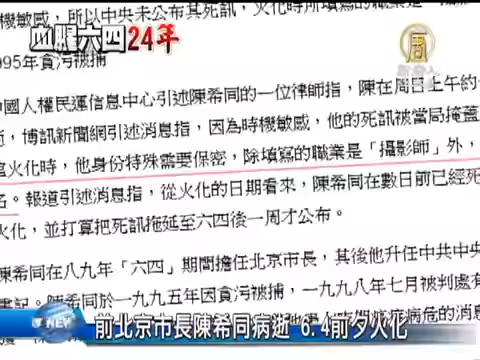 機敏感，所以中央未公布其死訊，火化時所填寫的職業是
血腥六四24年
995年貪污被捕
中國人權民運信息中心引述陳希同的一位律師指，陳在周日上午約
博訊新聞網引述消息指，因為時機敏感，他的死訊被當局掩蓋
火化時，他身份特殊需要保密，除填寫的職業是「攝影師」外，
名。報道引述消息指，從火化的日期看來，陳希同在數日前已經死
火化，並打算把死訊拖延至六四後一周才公布。
陳希同在八九年「六四」期間擔任北京市長，其後他升任中共中央
書記。陳希同於一九九五年因貪污被捕，一九九八年七月被判處有
病危的消息
NEWS
前北京市長陳希同病逝 6.4前夕火化